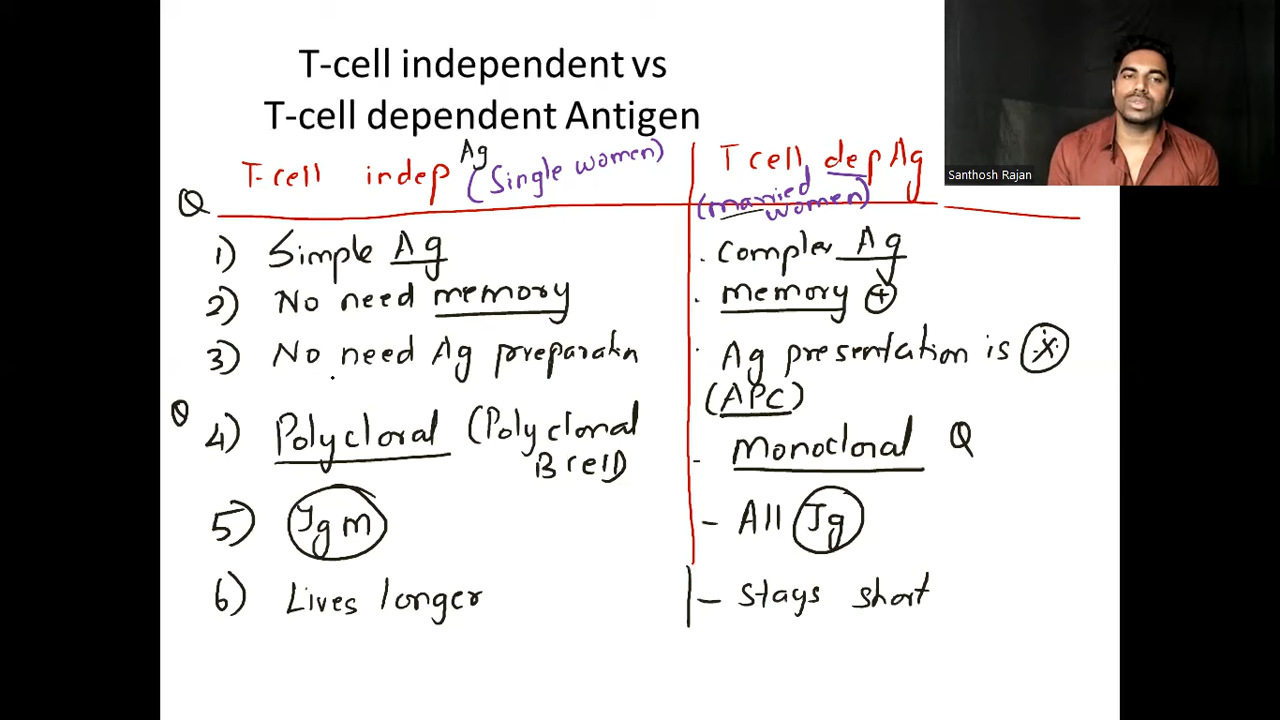 T-cell independent vs
T-cell dependent Antigen
T-cell indep Ag (Single women)
T cell dep Ag
(married
women)
Q
1) Simple Ag
. Complex Ag
2) No need memory
. memory +
3) No need Ag preparatn
. Ag presentation is
(APC)
Q 4) Polycloral (Polyclonal
B cell)
- Monocloral Q
5) Igm
- All Ig
6) Lives longer
- stays short
Santhosh Rajan